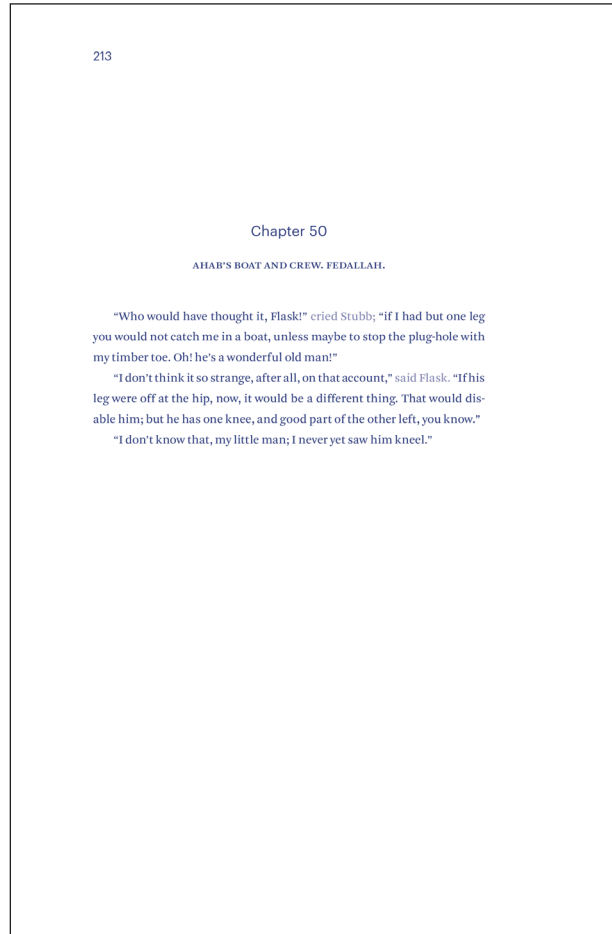 213
Chapter 50
AHAB'S BOAT AND CREW. FEDALLAH.
“Who would have thought it, Flask!” cried Stubb; “if I had but one leg
you would not catch me in a boat, unless maybe to stop the plug-hole with
my timber toe. Oh! he's a wonderful old man!”
“I don't think it so strange, after all, on that account,” said Flask. “If his
leg were off at the hip, now, it would be a different thing. That would dis-
able him; but he has one knee, and good part of the other left, you know.”
“I don't know that, my little man; I never yet saw him kneel.”